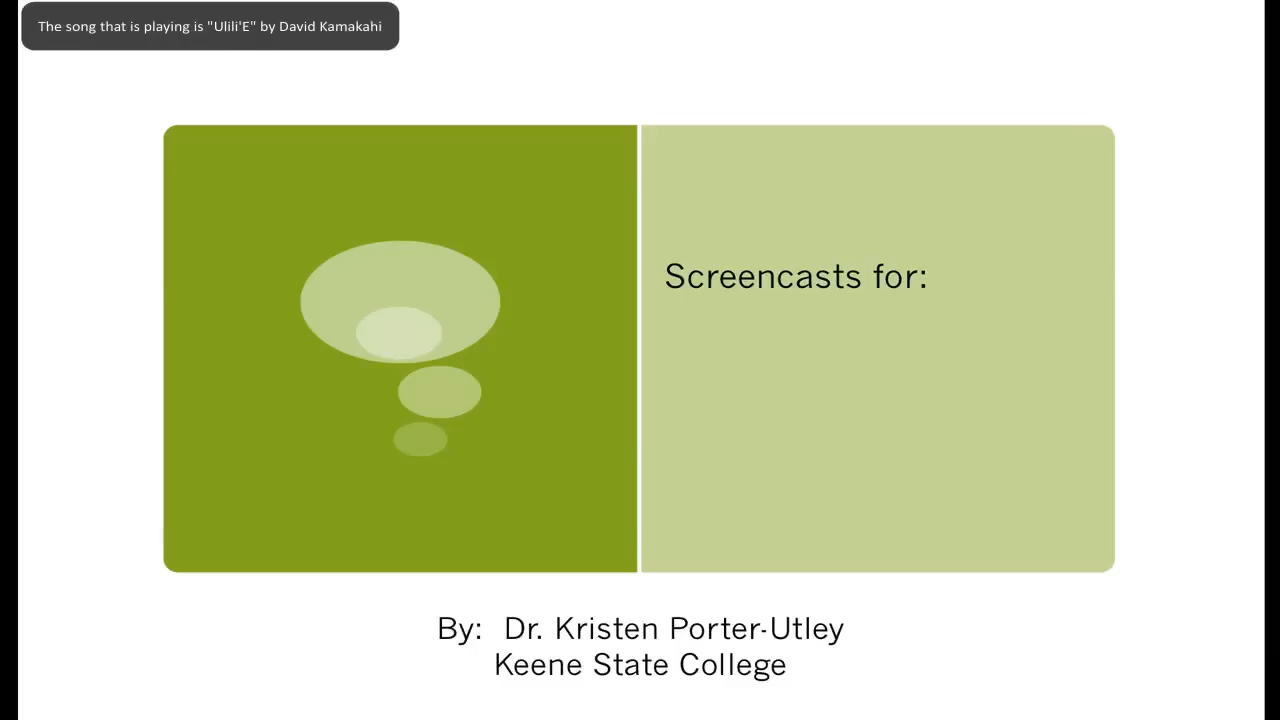 The song that is playing is "Ulili'E" by David Kamakahi
Screencasts for:
By: Dr. Kristen Porter-Utley
Keene State College